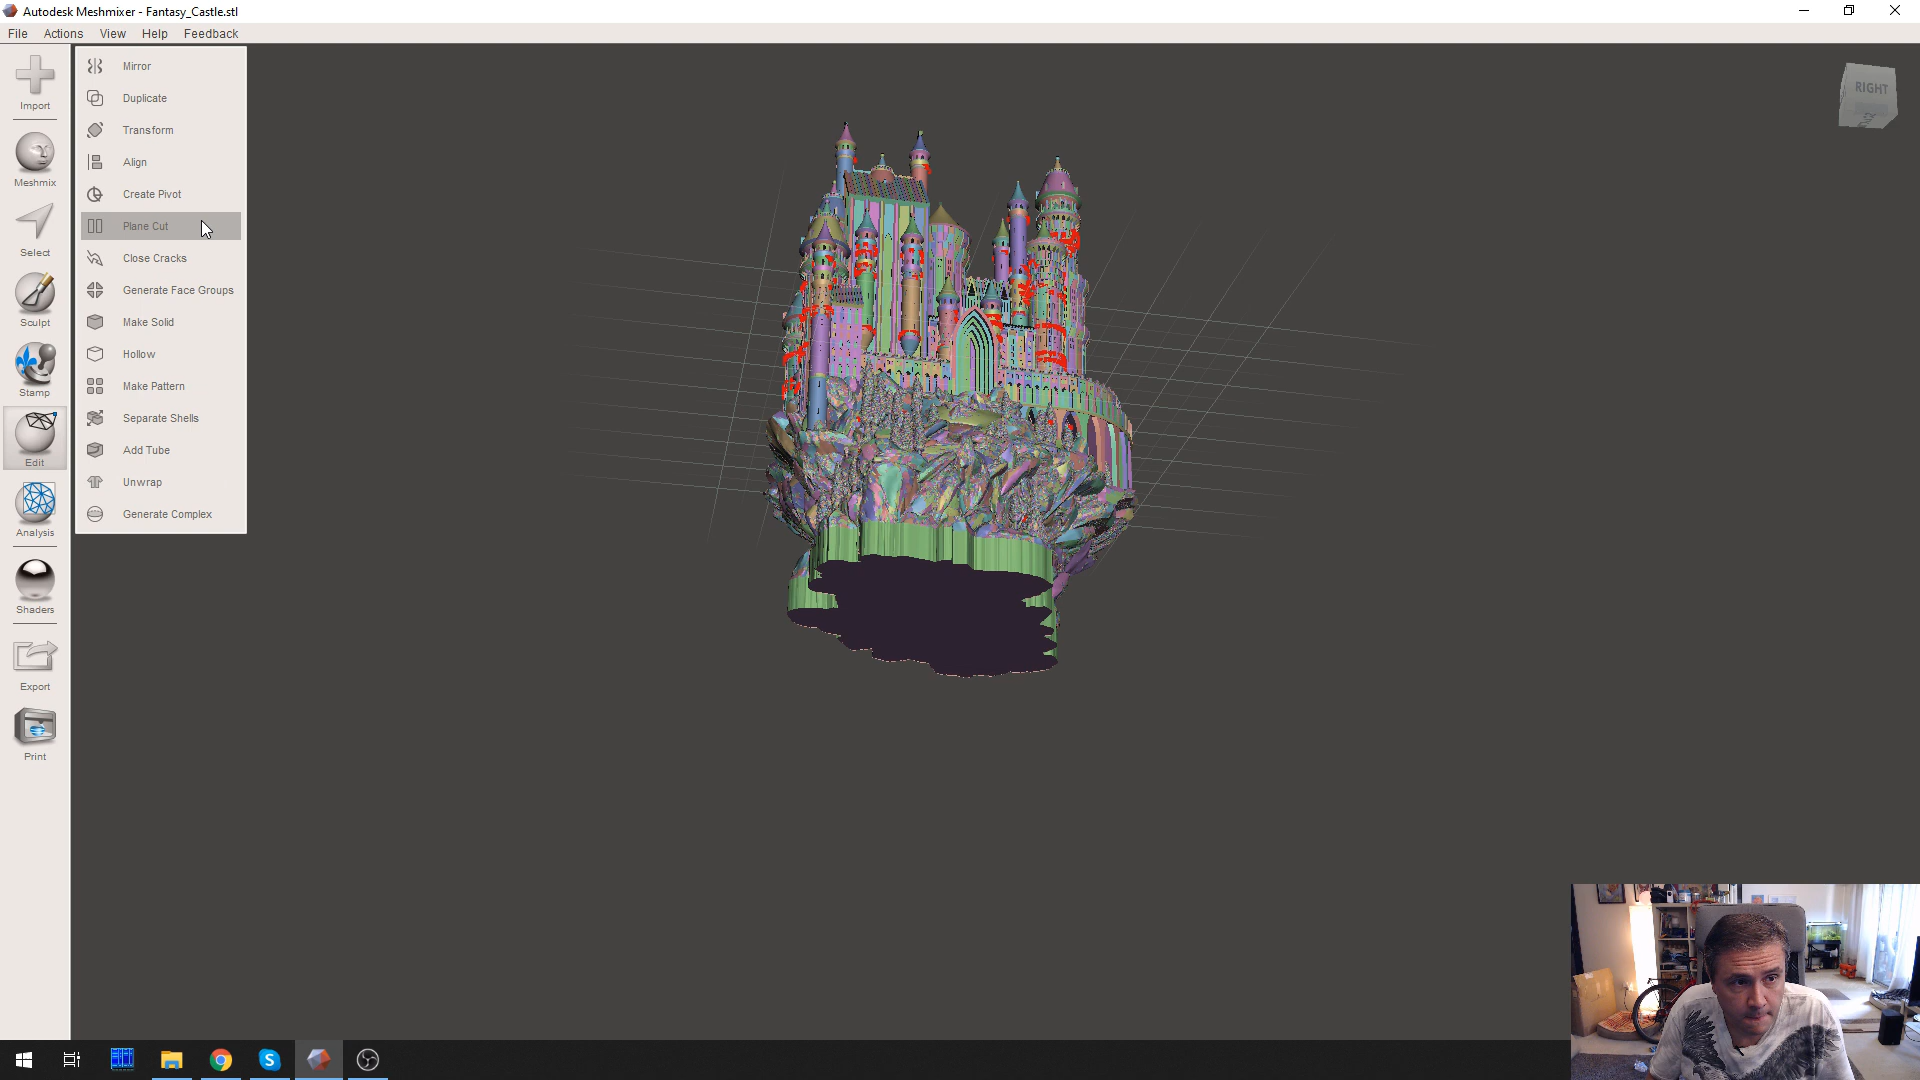 Autodesk Meshmixer - Fantasy_Castle.stl
File Actions View Help Feedback
Import
Meshmix
Select
Sculpt
Stamp
Edit
Analysis
Shaders
Export
Print
Mirror
Duplicate
Transform
Align
Create Pivot
Plane Cut
Close Cracks
Generate Face Groups
Make Solid
Hollow
Make Pattern
Separate Shells
Add Tube
Unwrap
Generate Complex
RIGHT